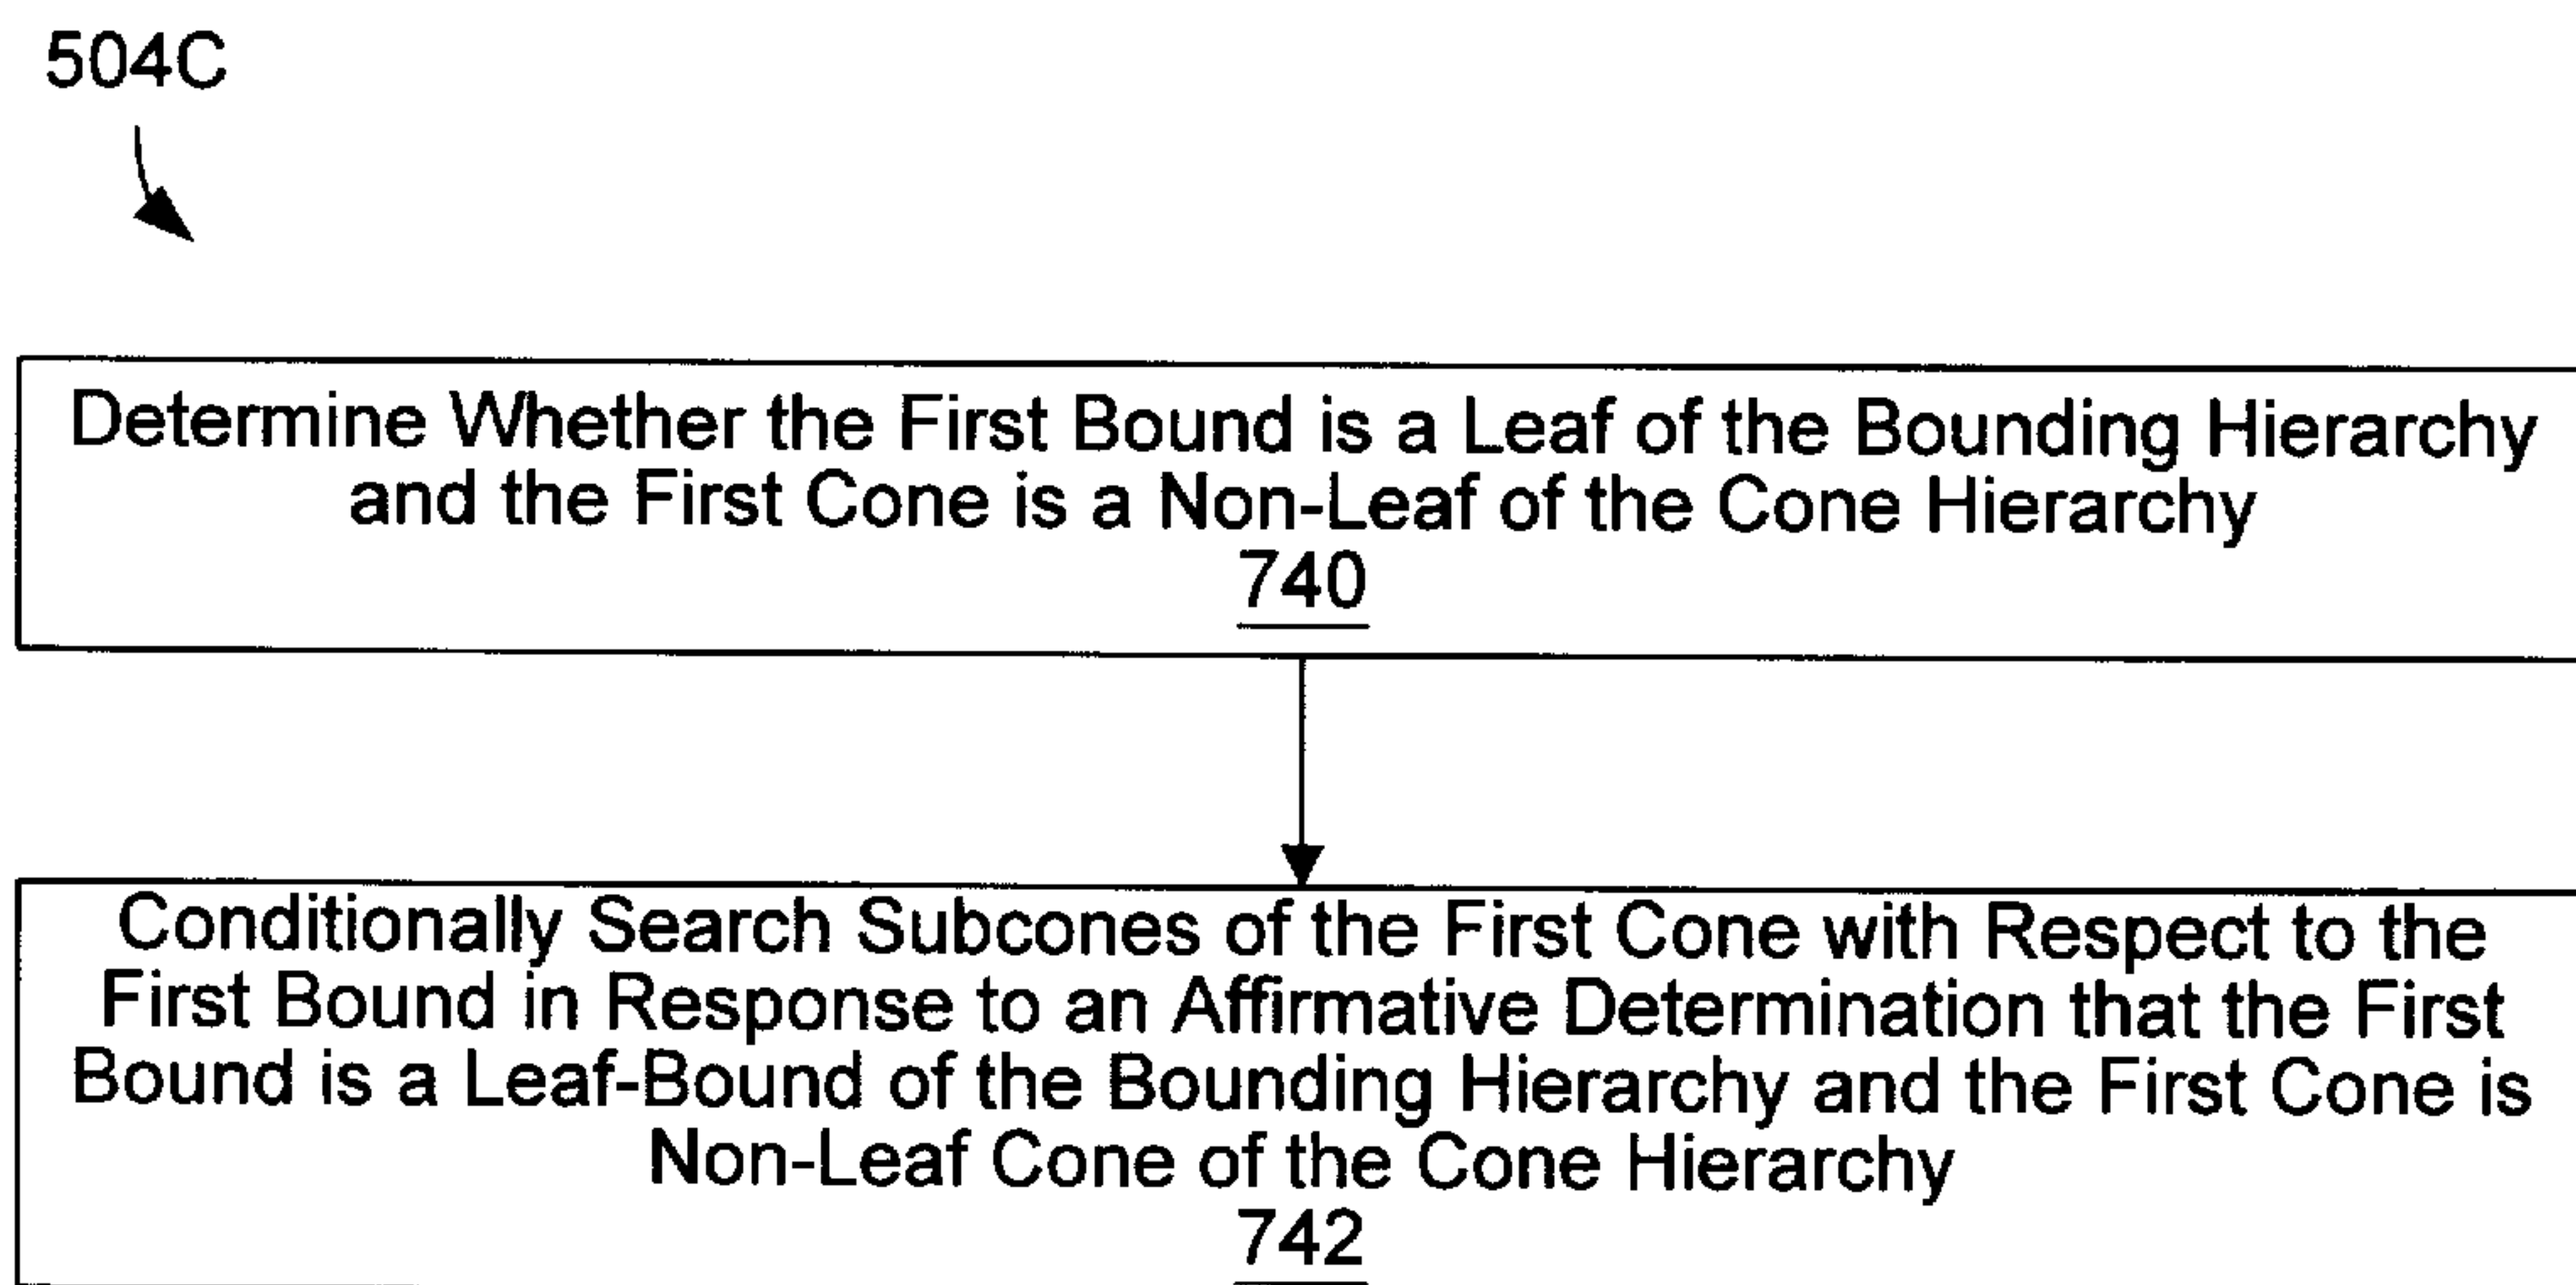 504C
Determine Whether the First Bound is a Leaf of the Bounding Hierarchy
and the First Cone is a Non-Leaf of the Cone Hierarchy
740
Conditionally Search Subcones of the First Cone with Respect to the
First Bound in Response to an Affirmative Determination that the First
Bound is a Leaf-Bound of the Bounding Hierarchy and the First Cone is
Non-Leaf Cone of the Cone Hierarchy
742